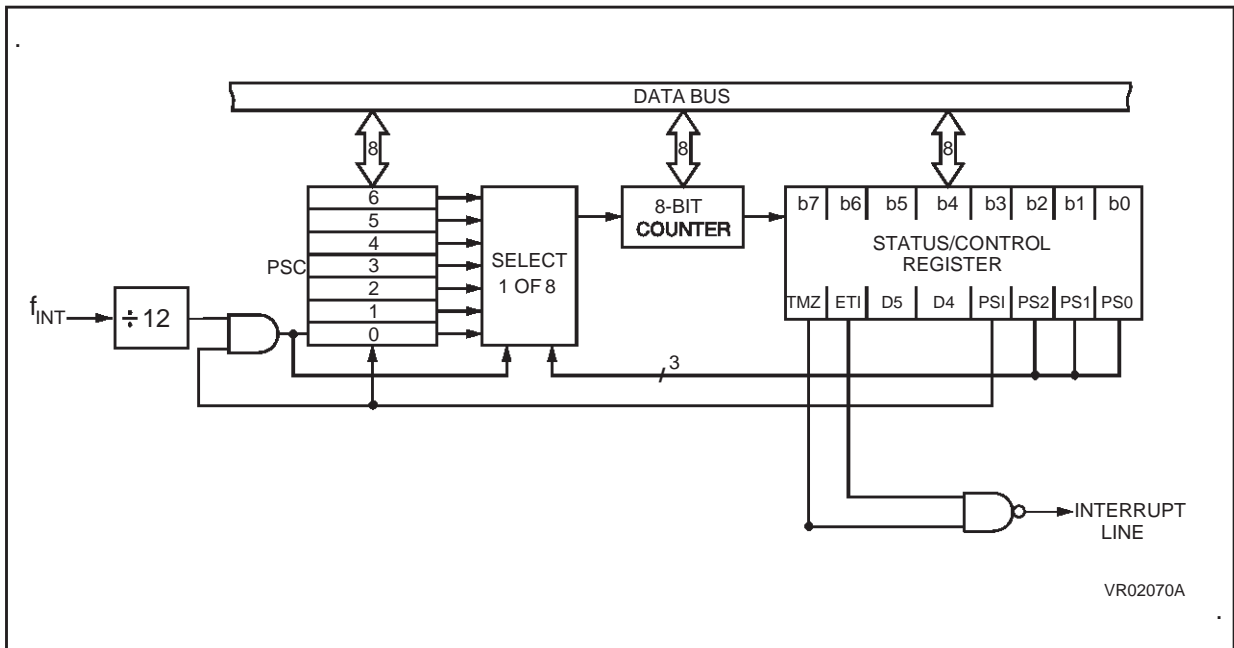 DATA BUS
8
8
8
6
5
4
3
2
1
0
PSC
SELECT
1 OF 8
8-BIT
COUNTER
b7 b6 b5 b4 b3 b2 b1 b0
STATUS/CONTROL
REGISTER
TMZ ETI D5 D4 PSI PS2 PS1 PS0
fINT
÷ 12
3
INTERRUPT
LINE
VR02070A